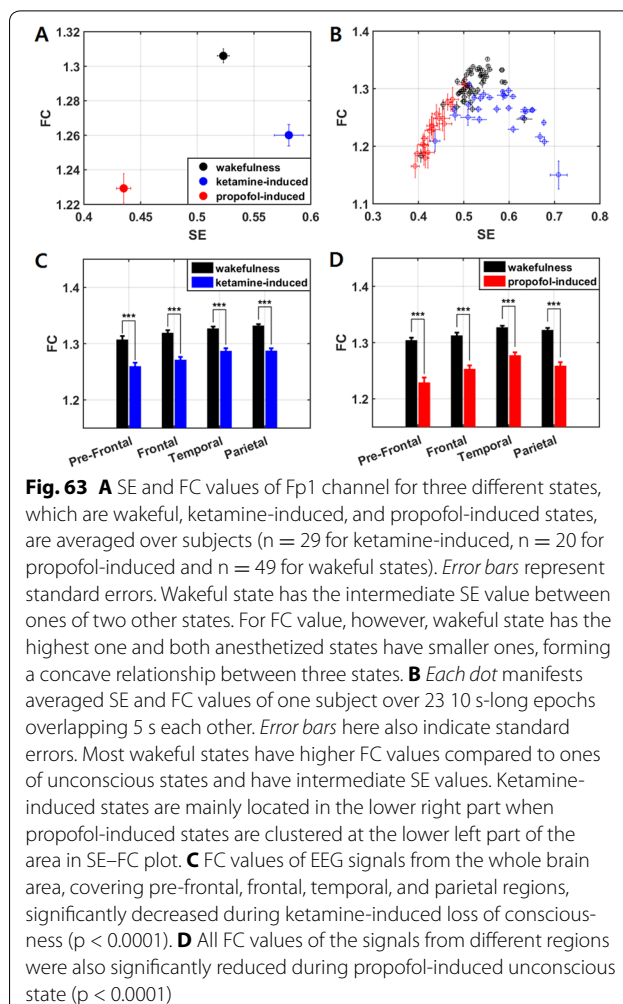 A
1.32
1.3
1.28
1.26
1.24
1.22
FC
0.4
0.45
0.5
0.55
0.6
SE
wakefulness
ketamine-induced
propofol-induced
B
1.4
1.3
1.2
1.1
FC
0.3
0.4
0.5
0.6
0.7
0.8
SE
C
wakefulness
ketamine-induced
1.4
1.3
1.2
FC
***
***
***
***
Pre-Frontal
Frontal
Temporal
Parietal
D
wakefulness
propofol-induced
1.4
1.3
1.2
FC
***
***
***
***
Pre-Frontal
Frontal
Temporal
Parietal
Fig. 63 A SE and FC values of Fp1 channel for three different states,
which are wakeful, ketamine-induced, and propofol-induced states,
are averaged over subjects (n = 29 for ketamine-induced, n = 20 for
propofol-induced and n = 49 for wakeful states). Error bars represent
standard errors. Wakeful state has the intermediate SE value between
ones of two other states. For FC value, however, wakeful state has the
highest one and both anesthetized states have smaller ones, forming
a concave relationship between three states. B Each dot manifests
averaged SE and FC values of one subject over 23 10 s-long epochs
overlapping 5 s each other. Error bars here also indicate standard
errors. Most wakeful states have higher FC values compared to ones
of unconscious states and have intermediate SE values. Ketamine-
induced states are mainly located in the lower right part when
propofol-induced states are clustered at the lower left part of the
area in SE–FC plot. C FC values of EEG signals from the whole brain
area, covering pre-frontal, frontal, temporal, and parietal regions,
significantly decreased during ketamine-induced loss of conscious-
ness (p < 0.0001). D All FC values of the signals from different regions
were also significantly reduced during propofol-induced unconscious
state (p < 0.0001)